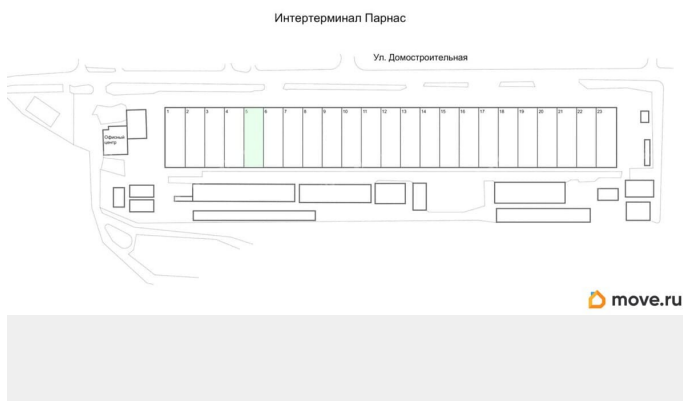 Интертерминал Парнас
Ул. Домостроительная
1 2 3 4 5 6 7 8 9 10 11 12 13 14 15 16 17 18 19 20 21 22 23
Офисный
центр
move.ru